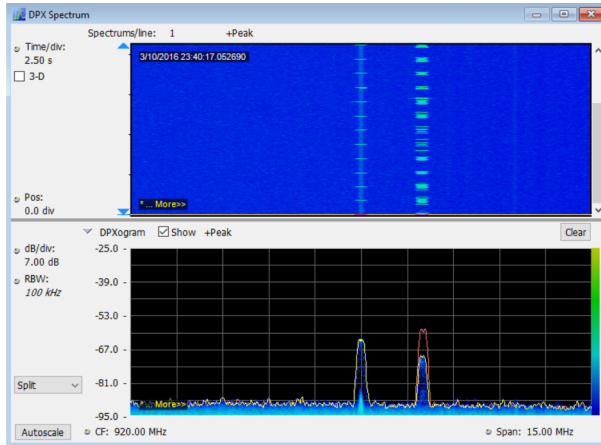 DPX Spectrum
Spectrums/line: 1 +Peak
Time/div:
2.50 s
3-D
3/10/2016 23:40:17.052690
Pos:
0.0 div
* ... More>>
DPXogram Show +Peak Clear
dB/div:
7.00 dB
RBW:
100 kHz
-25.0
-39.0
-53.0
-67.0
-81.0
-95.0
Split
* ... More>>
Autoscale CF: 920.00 MHz Span: 15.00 MHz